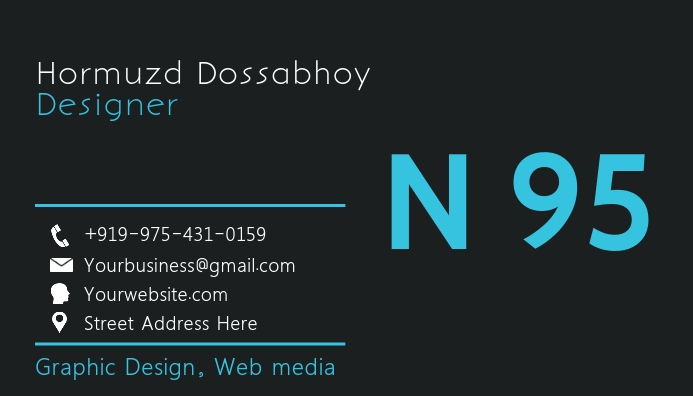 Hormuzd Dossabhoy
Designer
N 95
+919-975-431-0159
Yourbusiness@gmail.com
Yourwebsite.com
Street Address Here
Graphic Design, Web media